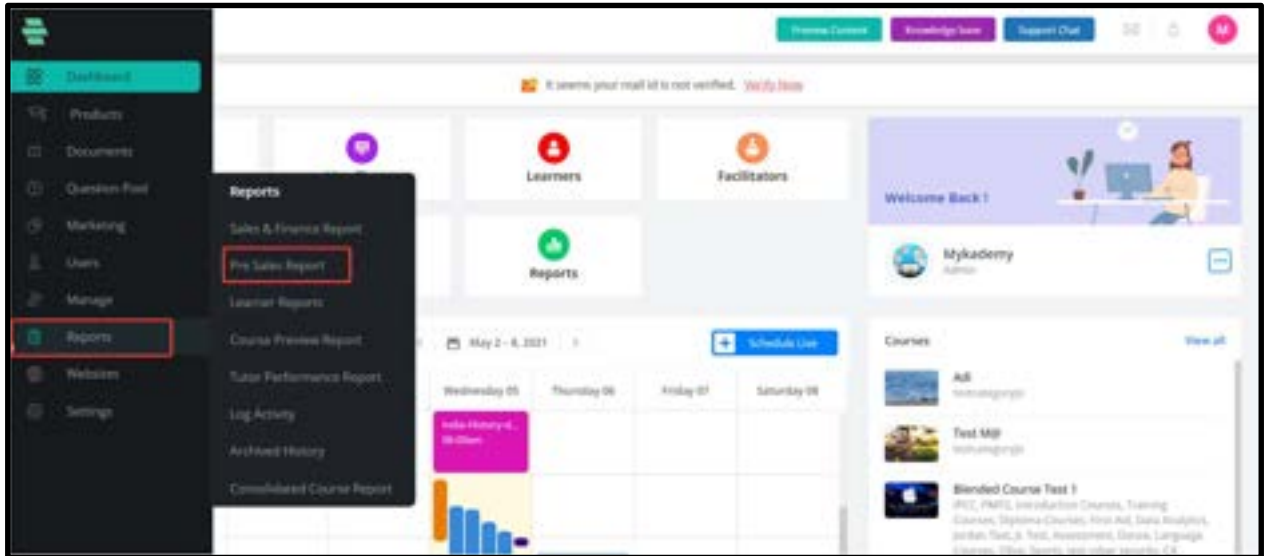 Preview Content
Knowledge base
Support Chat
M
It seems your mail id is not verified. Verify Now
Dashboard
Products
Documents
Question Pool
Marketing
Users
Manage
Reports
Websites
Settings
Reports
Sales & Finance Report
Pre Sales Report
Learner Reports
Course Preview Report
Tutor Performance Report
Log Activity
Archived History
Consolidated Course Report
Learners
Facilitators
Reports
Welcome Back !
Mykademy
Admin
May 2 – 8, 2021
+ Schedule Live
Wednesday 05
Thursday 06
Friday 07
Saturday 08
India-History-d...
Courses
View all
Adi
Test M@
Blended Course Test 1